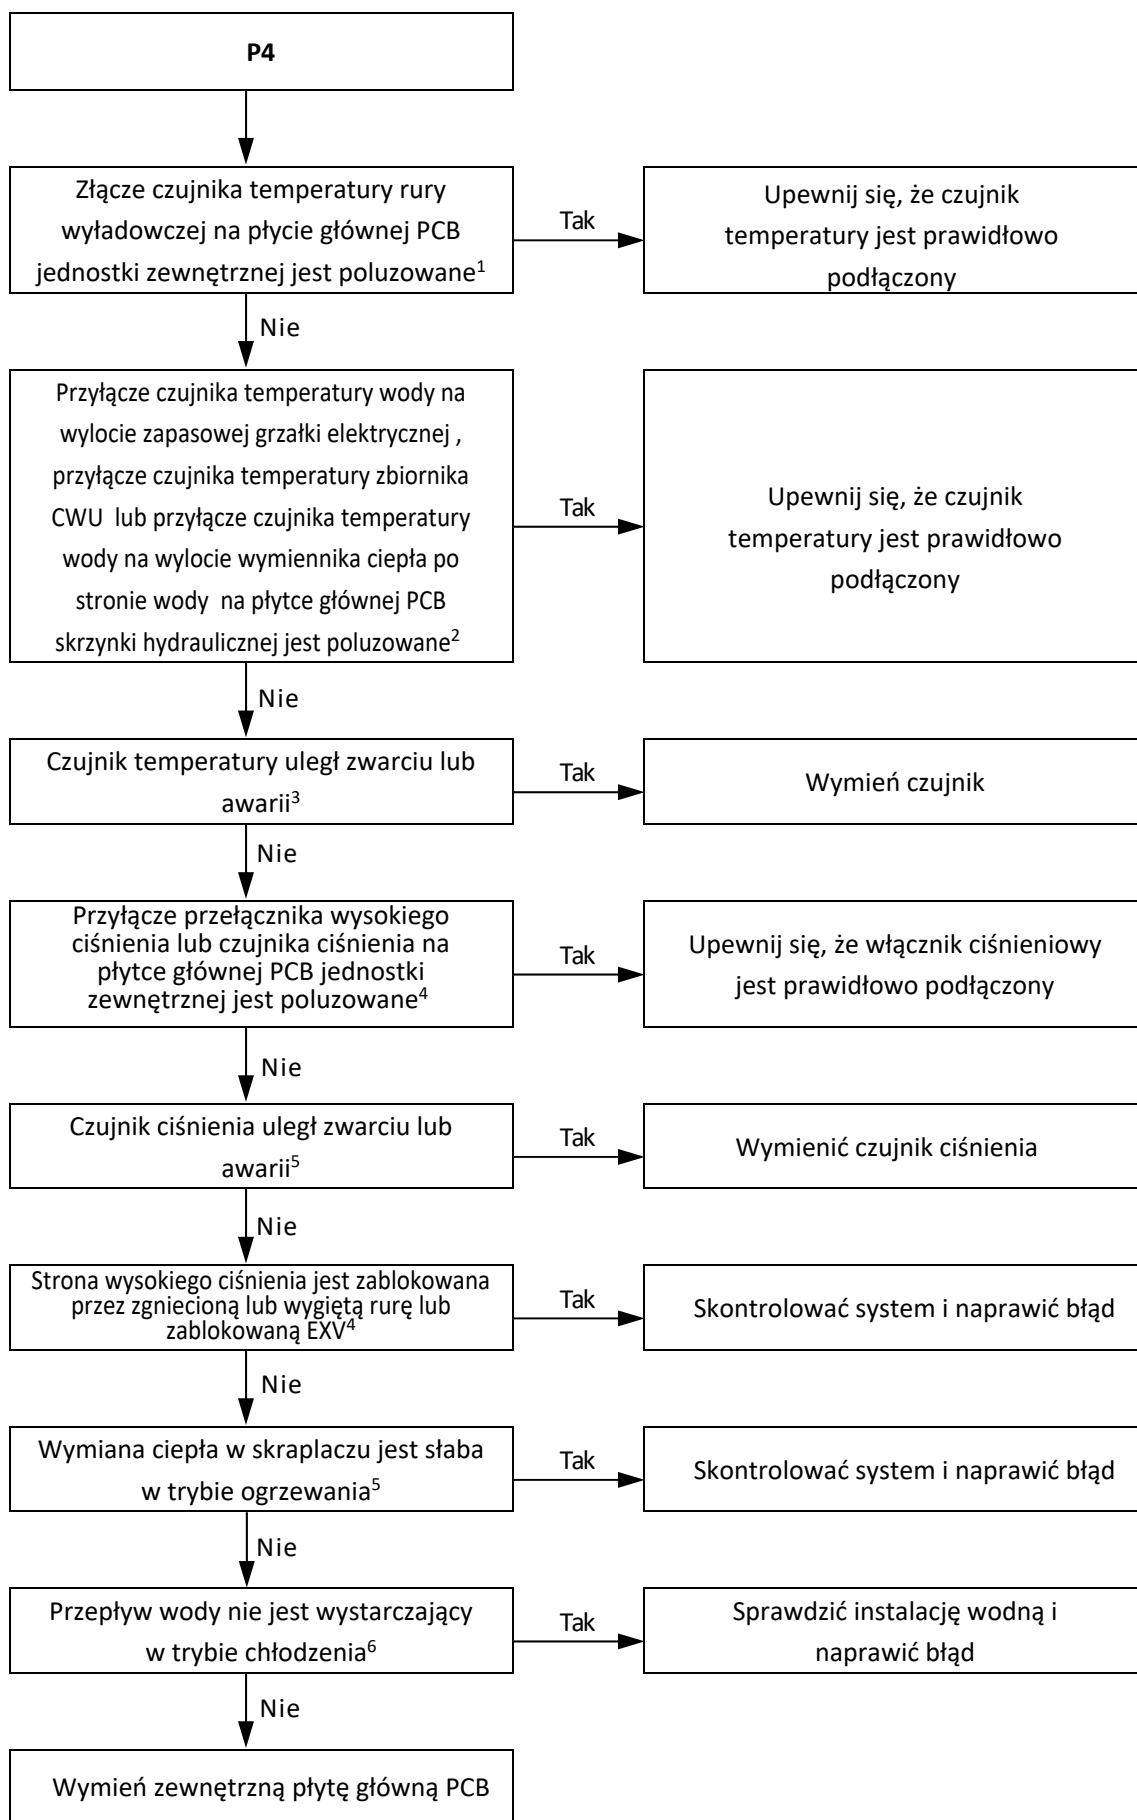 P4
Złącze czujnika temperatury rury
wyładowczej na płycie głównej PCB
jednostki zewnętrznej jest poluzowane¹
Tak
Upewnij się, że czujnik
temperatury jest prawidłowo
podłączony
Nie
Przyłącze czujnika temperatury wody na
wylocie zapasowej grzałki elektrycznej ,
przyłącze czujnika temperatury zbiornika
CWU lub przyłącze czujnika temperatury
wody na wylocie wymiennika ciepła po
stronie wody na płytce głównej PCB
skrzynki hydraulicznej jest poluzowane²
Tak
Upewnij się, że czujnik
temperatury jest prawidłowo
podłączony
Nie
Czujnik temperatury uległ zwarciu lub
awarii³
Tak
Wymień czujnik
Nie
Przyłącze przełącznika wysokiego
ciśnienia lub czujnika ciśnienia na
płytce głównej PCB jednostki
zewnętrznej jest poluzowane⁴
Tak
Upewnij się, że włącznik ciśnieniowy
jest prawidłowo podłączony
Nie
Czujnik ciśnienia uległ zwarciu lub
awarii⁵
Tak
Wymienić czujnik ciśnienia
Nie
Strona wysokiego ciśnienia jest zablokowana
przez zgniecioną lub wygiętą rurę lub
zablokowaną EXV⁴
Tak
Skontrolować system i naprawić błąd
Nie
Wymiana ciepła w skraplaczu jest słaba
w trybie ogrzewania⁵
Tak
Skontrolować system i naprawić błąd
Nie
Przepływ wody nie jest wystarczający
w trybie chłodzenia⁶
Tak
Sprawdzić instalację wodną i
naprawić błąd
Nie
Wymień zewnętrzną płytę główną PCB